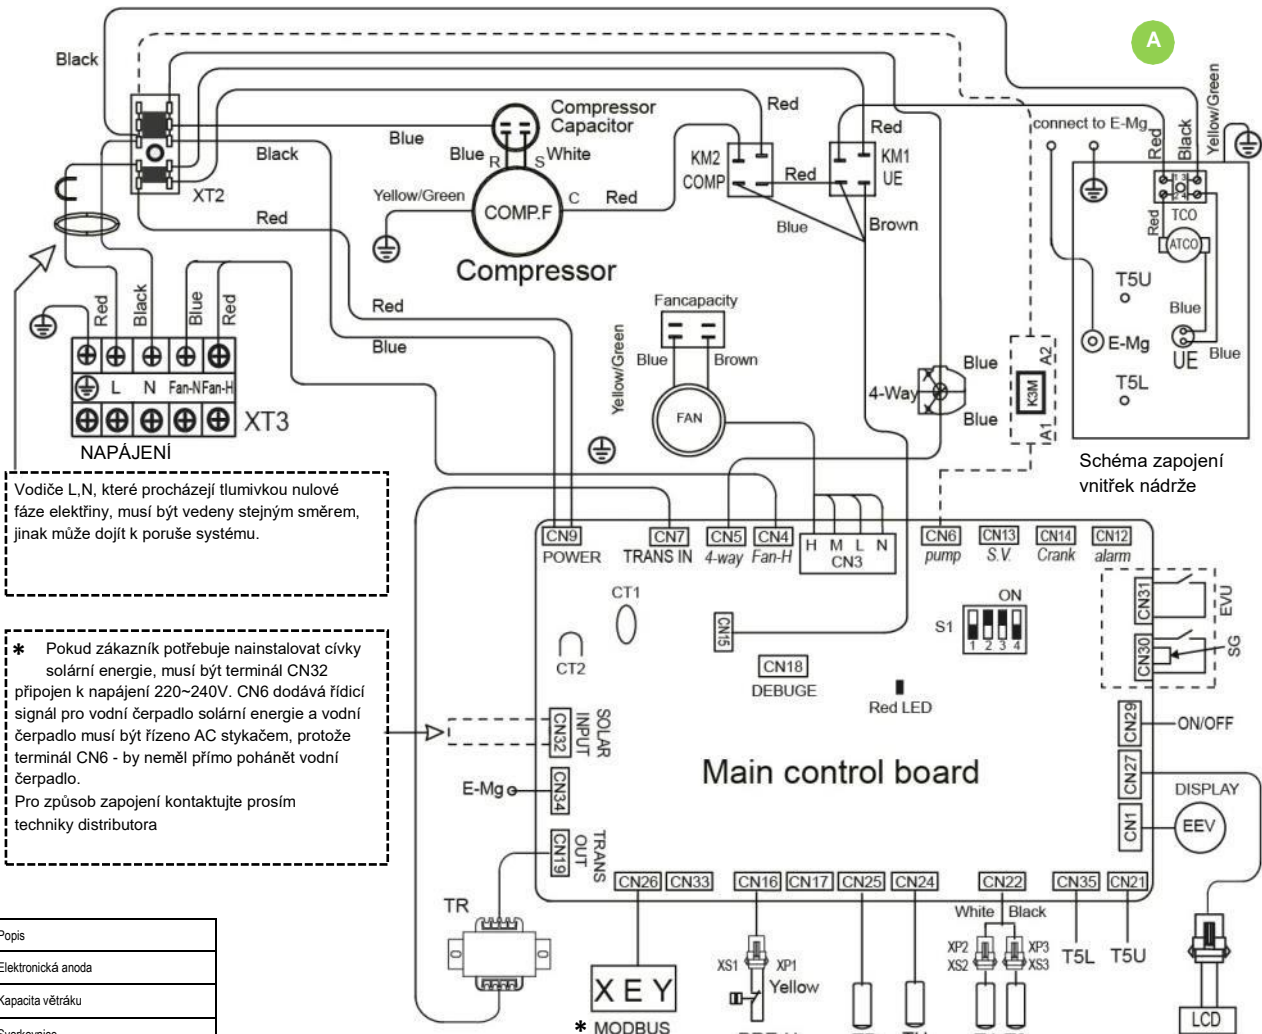 A
Black
Yellow/Green
Compressor
Capacitor
Red
Red
connect to E-Mg
Red
Black
Blue
Blue
R
S
White
Black
XT2
KM2
COMP
KM1
UE
Red
1 3
2 4
TCO
Yellow/Green
COMP.F
C
Red
Red
Blue
Brown
Red
ATCO
Compressor
T5U
Red
Black
Blue
Red
Red
Fancapacity
Blue
Blue
Yellow/Green
Blue
Brown
E-Mg
UE
Blue
L
N
Fan-N
Fan-H
XT3
FAN
4-Way
Blue
Blue
A2
K3M
A1
T5L
NAPÁJENÍ
Schéma zapojení
vnitřek nádrže
Vodiče L,N, které procházejí tlumivkou nulové
fáze elektřiny, musí být vedeny stejným směrem,
jinak může dojít k poruše systému.
CN9
POWER
CN7
TRANS IN
CN5
4-way
CN4
Fan-H
H M L N
CN3
CN6
pump
CN13
S.V.
CN14
Crank
CN12
alarm
CT1
CT2
CN15
CN18
DEBUGE
S1
ON
1 2 3 4
Red LED
CN31
EVU
CN30
SG
* Pokud zákazník potřebuje nainstalovat cívky
solární energie, musí být terminál CN32
připojen k napájení 220~240V. CN6 dodává řídicí
signál pro vodní čerpadlo solární energie a vodní
čerpadlo musí být řízeno AC stykačem, protože
terminál CN6 - by neměl přímo pohánět vodní
čerpadlo.
Pro způsob zapojení kontaktujte prosím
techniky distributora
CN32
SOLAR
INPUT
CN29
ON/OFF
Main control board
E-Mg
CN34
CN27
DISPLAY
CN1
EEV
CN19
TRANS
OUT
CN26
CN33
CN16
CN17
CN25
CN24
CN22
CN35
CN21
TR
White
Black
XP2
XS2
XP3
XS3
T5L
T5U
XS1
XP1
Yellow
Popis
Elektronická anoda
Kapacita větráku
X E Y
* MODBUS
LCD